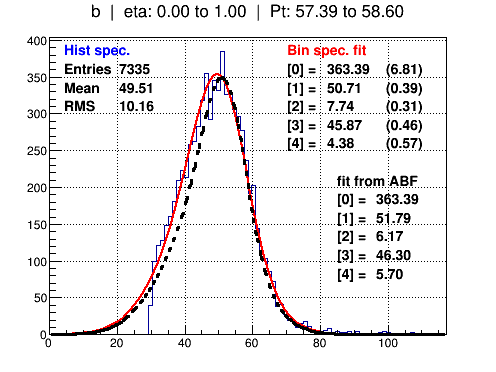 b | eta: 0.00 to 1.00 | Pt: 57.39 to 58.60
Hist spec.
Entries 7335
Mean 49.51
RMS 10.16
Bin spec. fit
[0] = 363.39 (6.81)
[1] = 50.71 (0.39)
[2] = 7.74 (0.31)
[3] = 45.87 (0.46)
[4] = 4.38 (0.57)
fit from ABF
[0] = 363.39
[1] = 51.79
[2] = 6.17
[3] = 46.30
[4] = 5.70
400
350
300
250
200
150
100
50
0
0 20 40 60 80 100